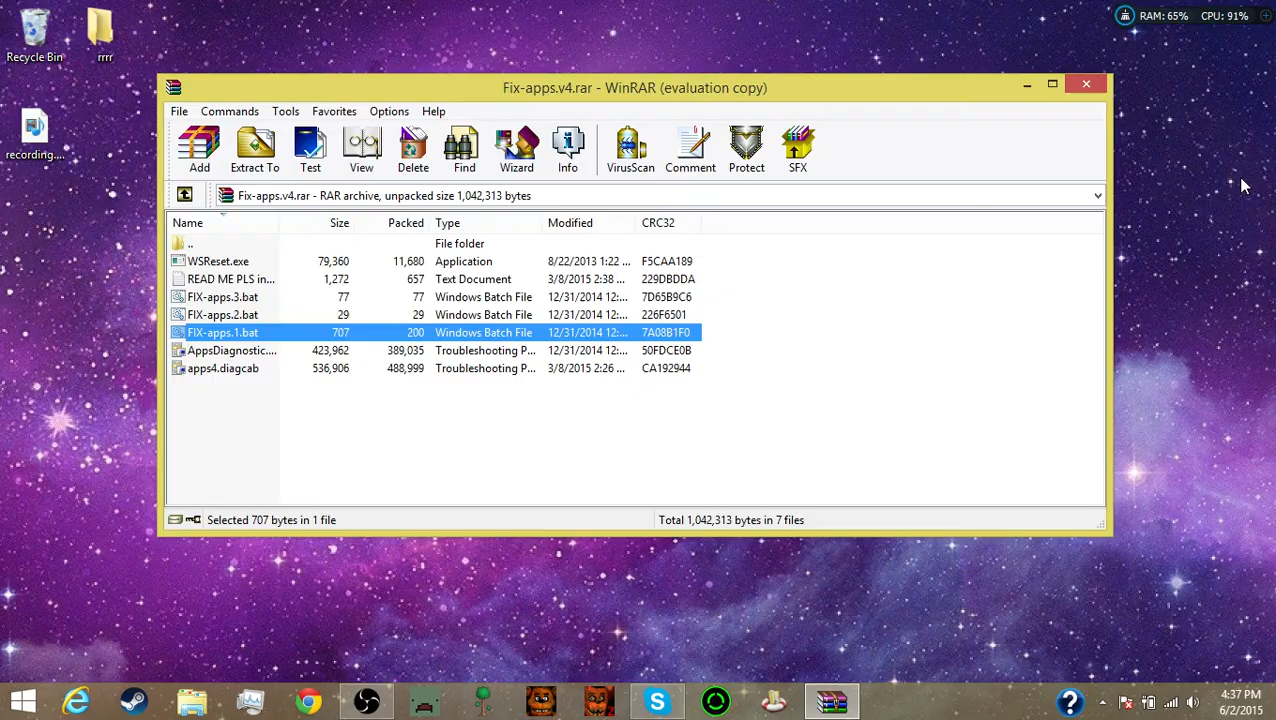 RAM: 65% CPU: 91%
Recycle Bin
rrrr
recording....
Fix-apps.v4.rar - WinRAR (evaluation copy)
File Commands Tools Favorites Options Help
Add Extract To Test View Delete Find Wizard Info VirusScan Comment Protect SFX
Fix-apps.v4.rar - RAR archive, unpacked size 1,042,313 bytes
Name Size Packed Type Modified CRC32
.. File folder
WSReset.exe 79,360 11,680 Application 8/22/2013 1:22 ... F5CAA189
READ ME PLS in... 1,272 657 Text Document 3/8/2015 2:38 ... 229DBDDA
FIX-apps.3.bat 77 77 Windows Batch File 12/31/2014 12:... 7D65B9C6
FIX-apps.2.bat 29 29 Windows Batch File 12/31/2014 12:... 226F6501
FIX-apps.1.bat 707 200 Windows Batch File 12/31/2014 12:... 7A08B1F0
AppsDiagnostic.... 423,962 389,035 Troubleshooting P... 12/31/2014 12:... 50FDCE0B
apps4.diagcab 536,906 488,999 Troubleshooting P... 3/8/2015 2:26 ... CA192944
Selected 707 bytes in 1 file
Total 1,042,313 bytes in 7 files
4:37 PM
6/2/2015